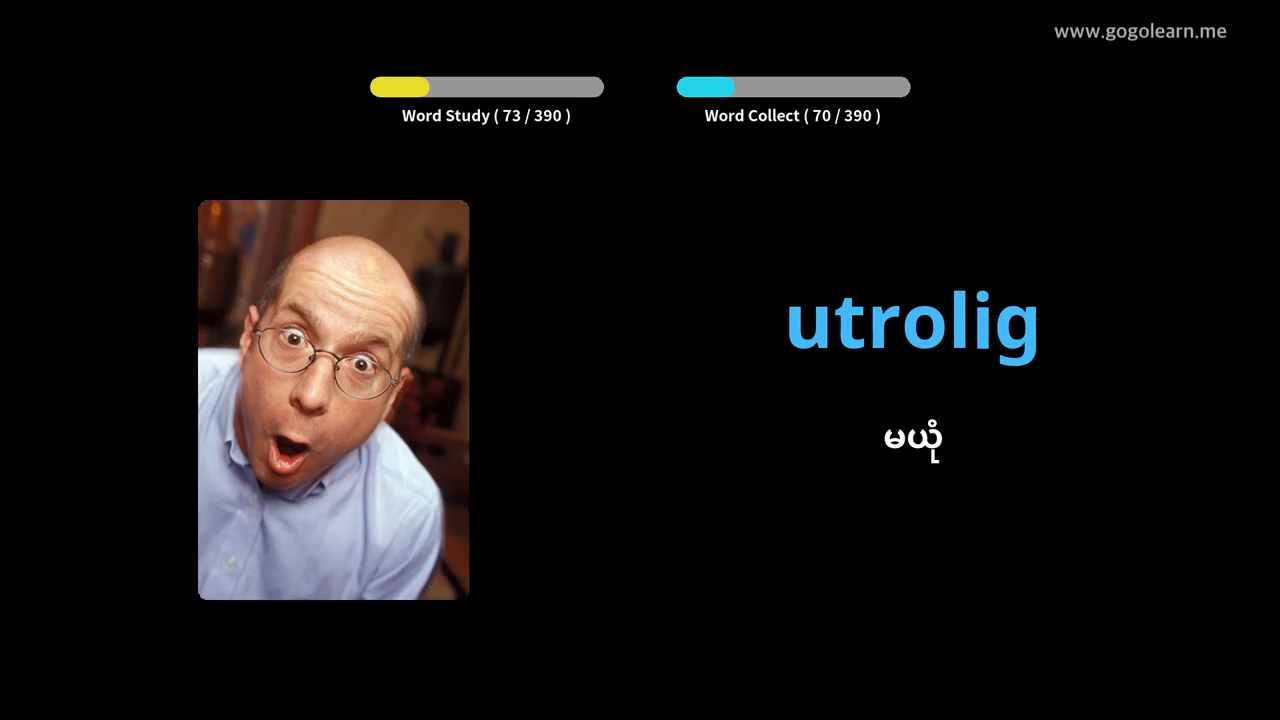 www.gogolearn.me
Word Study ( 73 / 390 )
Word Collect ( 70 / 390 )
utrolig
မယုံ